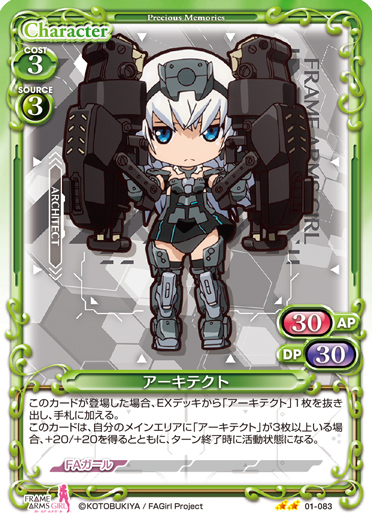 Precious Memories
Character
COST
3
SOURCE
3
ARCHITECT
FRAME ARMS GIRL
30 AP
DP 30
アーキテクト
このカードが登場した場合、EXデッキから「アーキテクト」1枚を抜き
出し、手札に加える。
このカードは、自分のメインエリアに「アーキテクト」が3枚以上いる場
合、+20/+20を得るとともに、ターン終了時に活動状態になる。
FAガール
FRAME
ARMS GIRL
©KOTOBUKIYA / FAGirl Project
01-083